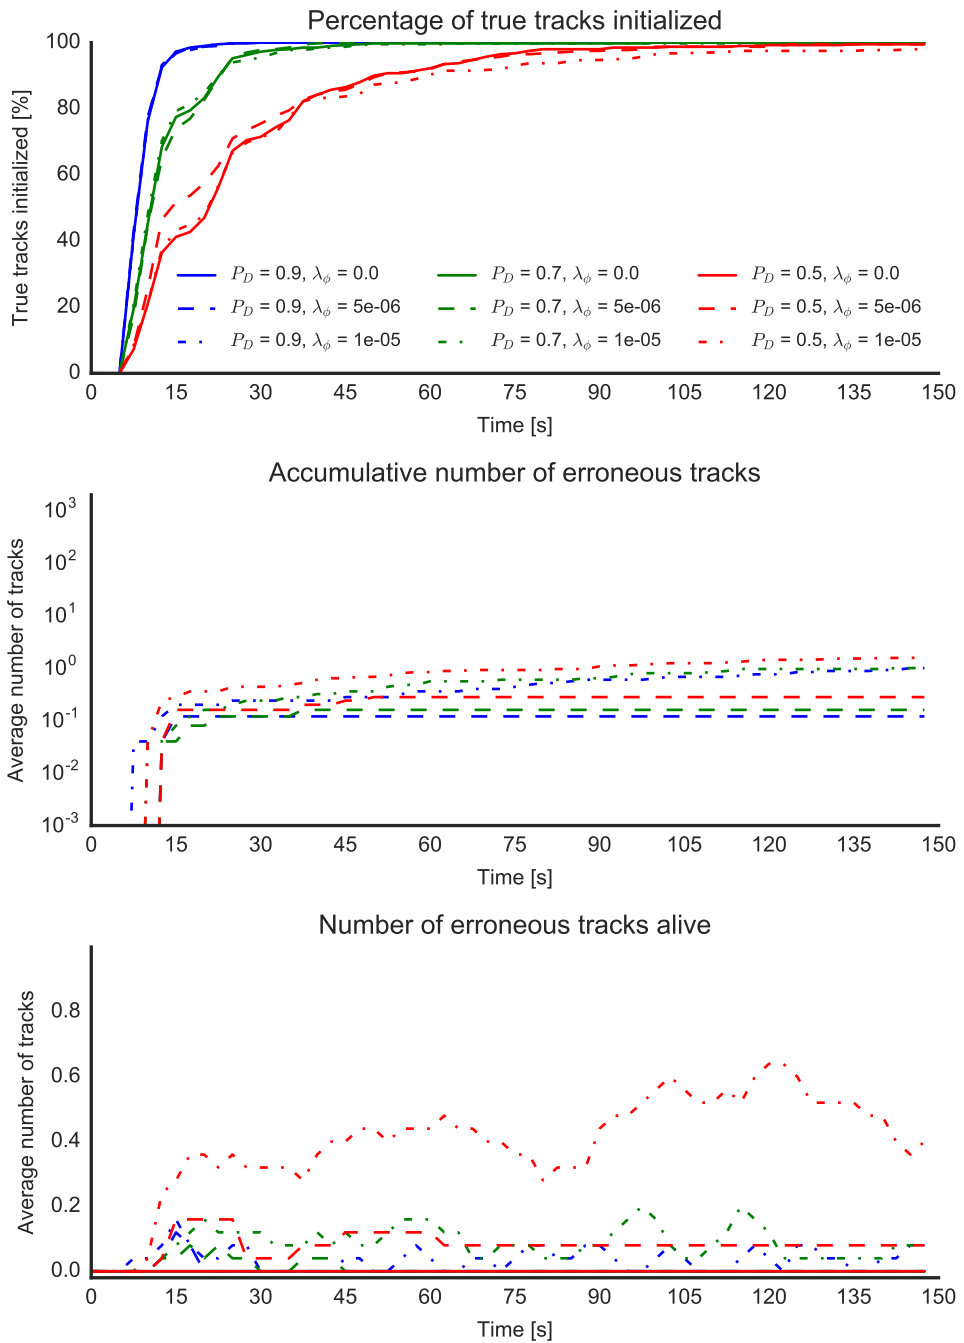 Percentage of true tracks initialized
True tracks initialized [%]
100
80
60
40
20
0
P_D = 0.9, λ_ϕ = 0.0
P_D = 0.7, λ_ϕ = 0.0
P_D = 0.5, λ_ϕ = 0.0
P_D = 0.9, λ_ϕ = 5e-06
P_D = 0.7, λ_ϕ = 5e-06
P_D = 0.5, λ_ϕ = 5e-06
P_D = 0.9, λ_ϕ = 1e-05
P_D = 0.7, λ_ϕ = 1e-05
P_D = 0.5, λ_ϕ = 1e-05
0 15 30 45 60 75 90 105 120 135 150
Time [s]
Accumulative number of erroneous tracks
Average number of tracks
10^3
10^2
10^1
10^0
10^-1
10^-2
10^-3
0 15 30 45 60 75 90 105 120 135 150
Time [s]
Number of erroneous tracks alive
Average number of tracks
0.8
0.6
0.4
0.2
0.0
0 15 30 45 60 75 90 105 120 135 150
Time [s]